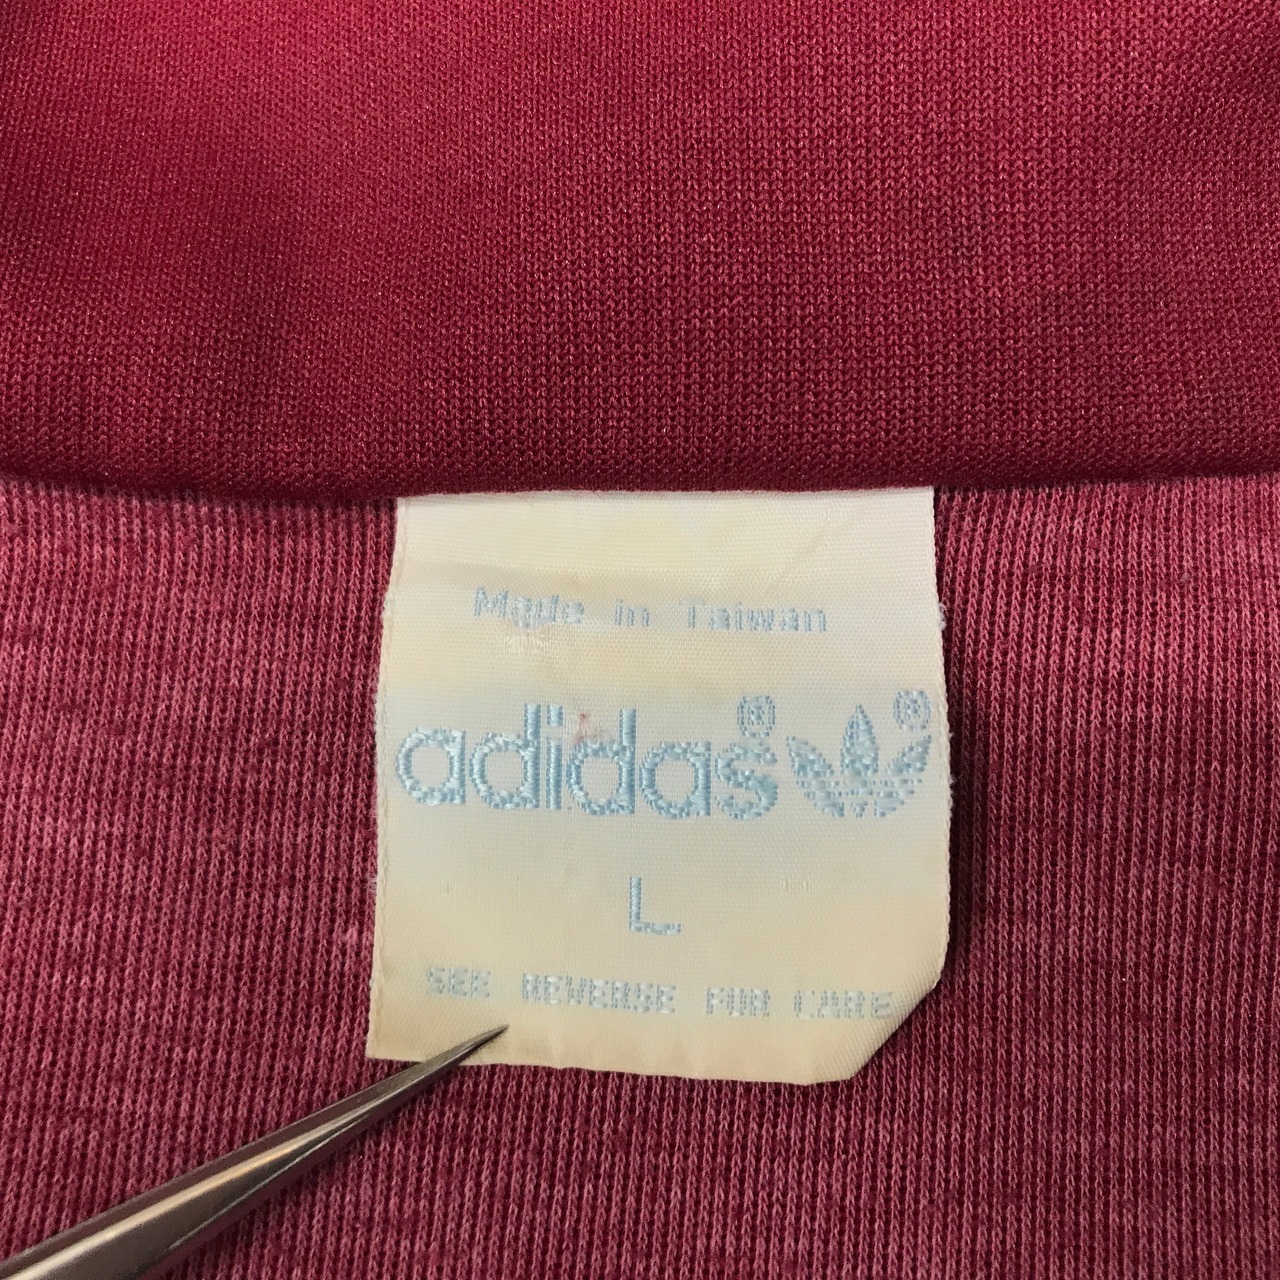 Made in Taiwan
adidas® ®
L
SEE REVERSE FOR CARE